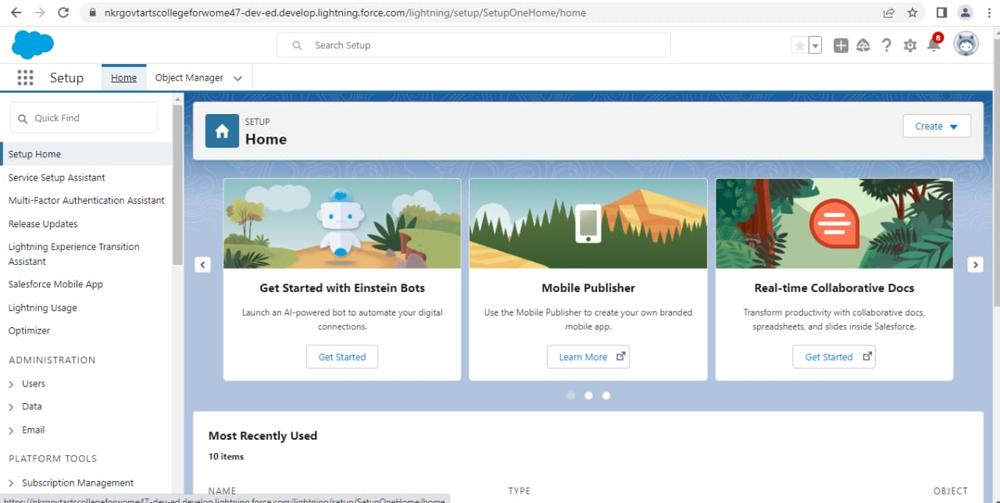 nkrgovtartscollegeforwome47-dev-ed.develop.lightning.force.com/lightning/setup/SetupOneHome/home
Search Setup
8
Setup
Home
Object Manager
Quick Find
Setup Home
Service Setup Assistant
Multi-Factor Authentication Assistant
Release Updates
Lightning Experience Transition
Assistant
Salesforce Mobile App
Lightning Usage
Optimizer
ADMINISTRATION
Users
Data
Email
PLATFORM TOOLS
Subscription Management
SETUP
Home
Create
Get Started with Einstein Bots
Launch an AI-powered bot to automate your digital
connections.
Get Started
Mobile Publisher
Use the Mobile Publisher to create your own branded
mobile app.
Learn More
Real-time Collaborative Docs
Transform productivity with collaborative docs,
spreadsheets, and slides inside Salesforce.
Get Started
Most Recently Used
10 items
NAME TYPE OBJECT
https://nkrgovtartscollegeforwome47-dev-ed.develop.lightning.force.com/lightning/setup/SetupOneHome/home